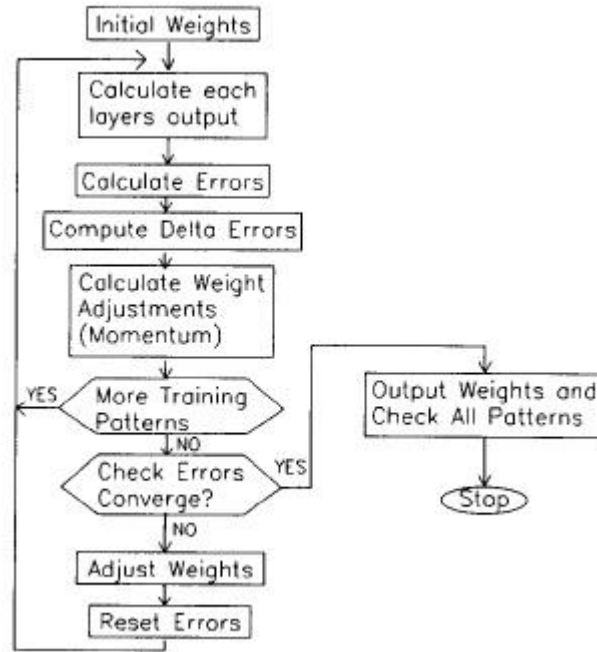 Initial Weights
Calculate each
layers output
Calculate Errors
Compute Delta Errors
Calculate Weight
Adjustments
(Momentum)
YES
More Training
Patterns
NO
Check Errors
Converge?
YES
NO
Adjust Weights
Reset Errors
Output Weights and
Check All Patterns
Stop